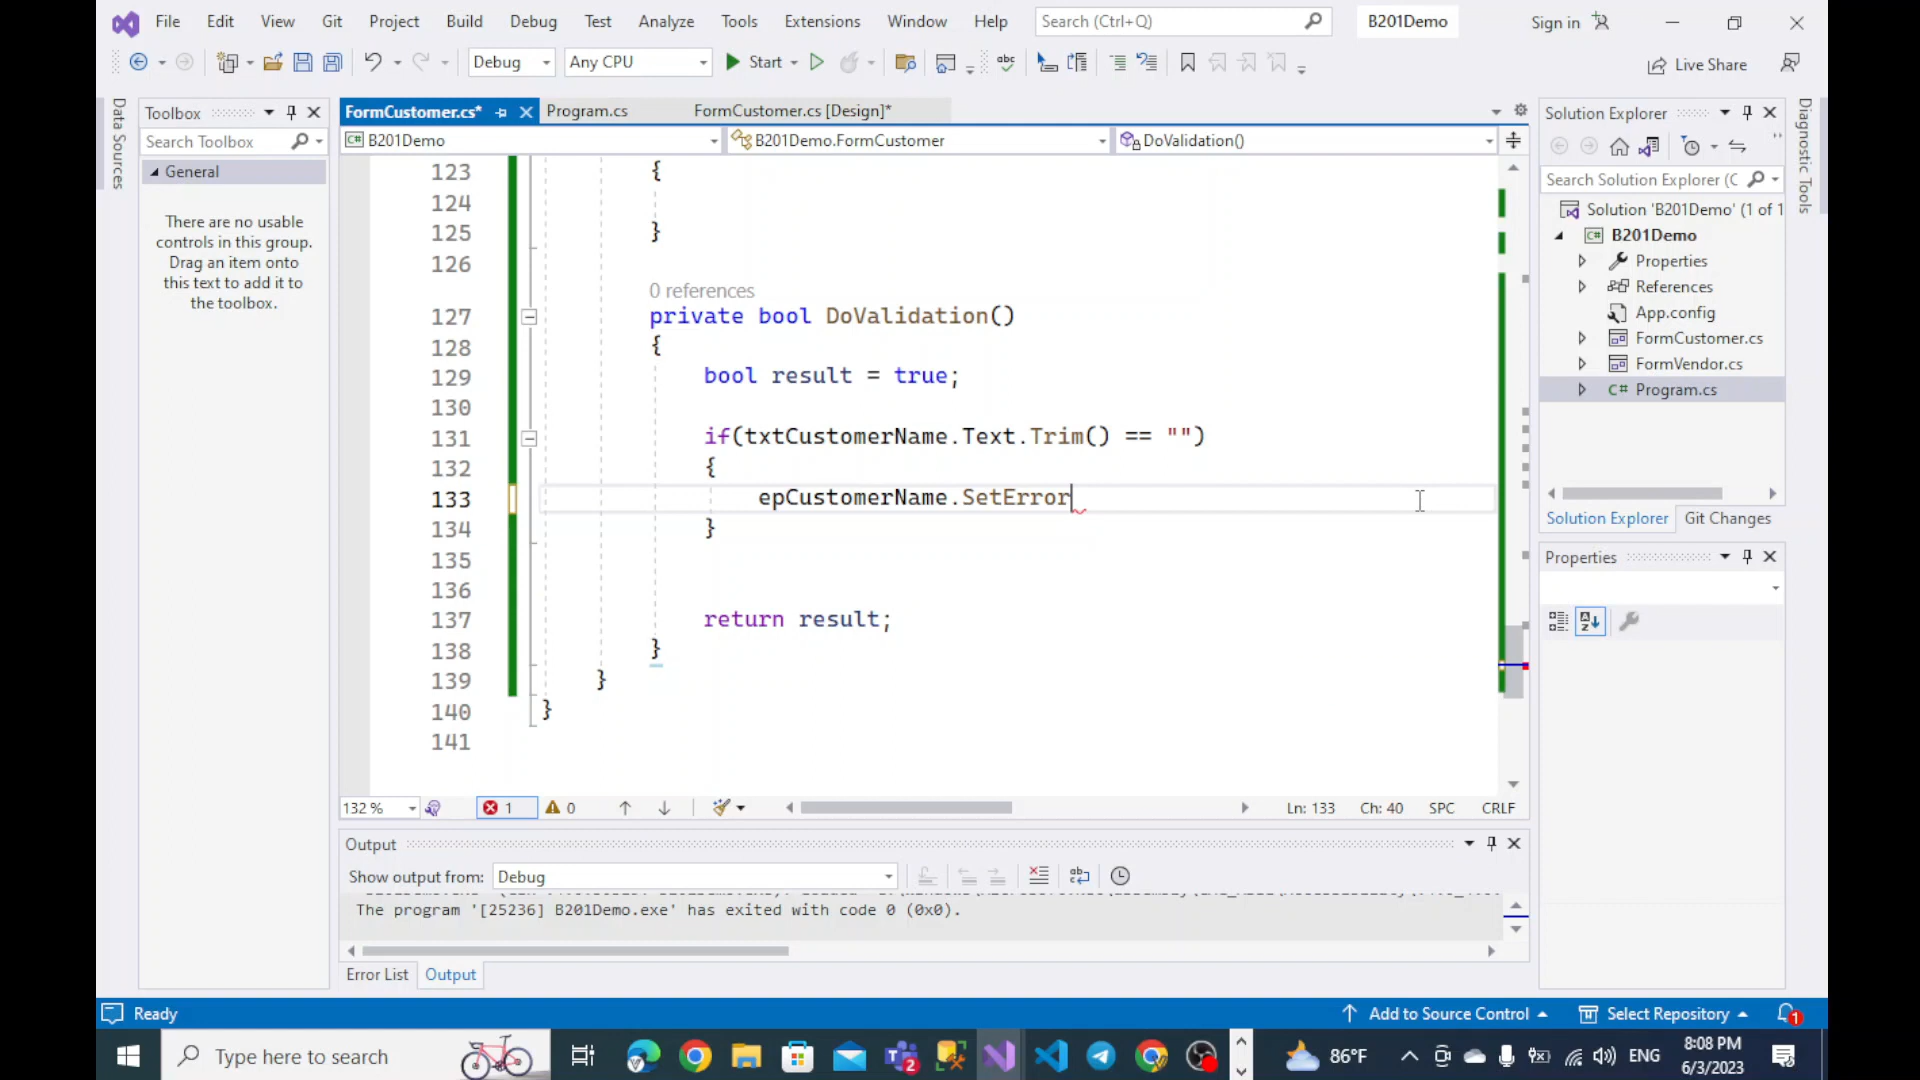 File Edit View Git Project Build Debug Test Analyze Tools Extensions Window Help Search (Ctrl+Q) B201Demo Sign in
Debug Any CPU Start Live Share
Data Sources
Toolbox
Search Toolbox
General
There are no usable
controls in this group.
Drag an item onto
this text to add it to
the toolbox.
FormCustomer.cs* Program.cs FormCustomer.cs [Design]*
B201Demo B201Demo.FormCustomer DoValidation()
123 {
124
125 }
126
0 references
127 private bool DoValidation()
128 {
129 bool result = true;
130
131 if(txtCustomerName.Text.Trim() == "")
132 {
133 epCustomerName.SetError
134 }
135
136
137 return result;
138 }
139 }
140 }
141
132 % 1 0 Ln: 133 Ch: 40 SPC CRLF
Output
Show output from: Debug
The program '[25236] B201Demo.exe' has exited with code 0 (0x0).
Error List Output
Solution Explorer
Search Solution Explorer (C
Solution 'B201Demo' (1 of 1
C# B201Demo
Properties
References
App.config
FormCustomer.cs
FormVendor.cs
C# Program.cs
Solution Explorer Git Changes
Properties
Diagnostic Tools
Ready Add to Source Control Select Repository 1
Type here to search 2 86°F ENG 8:08 PM
6/3/2023